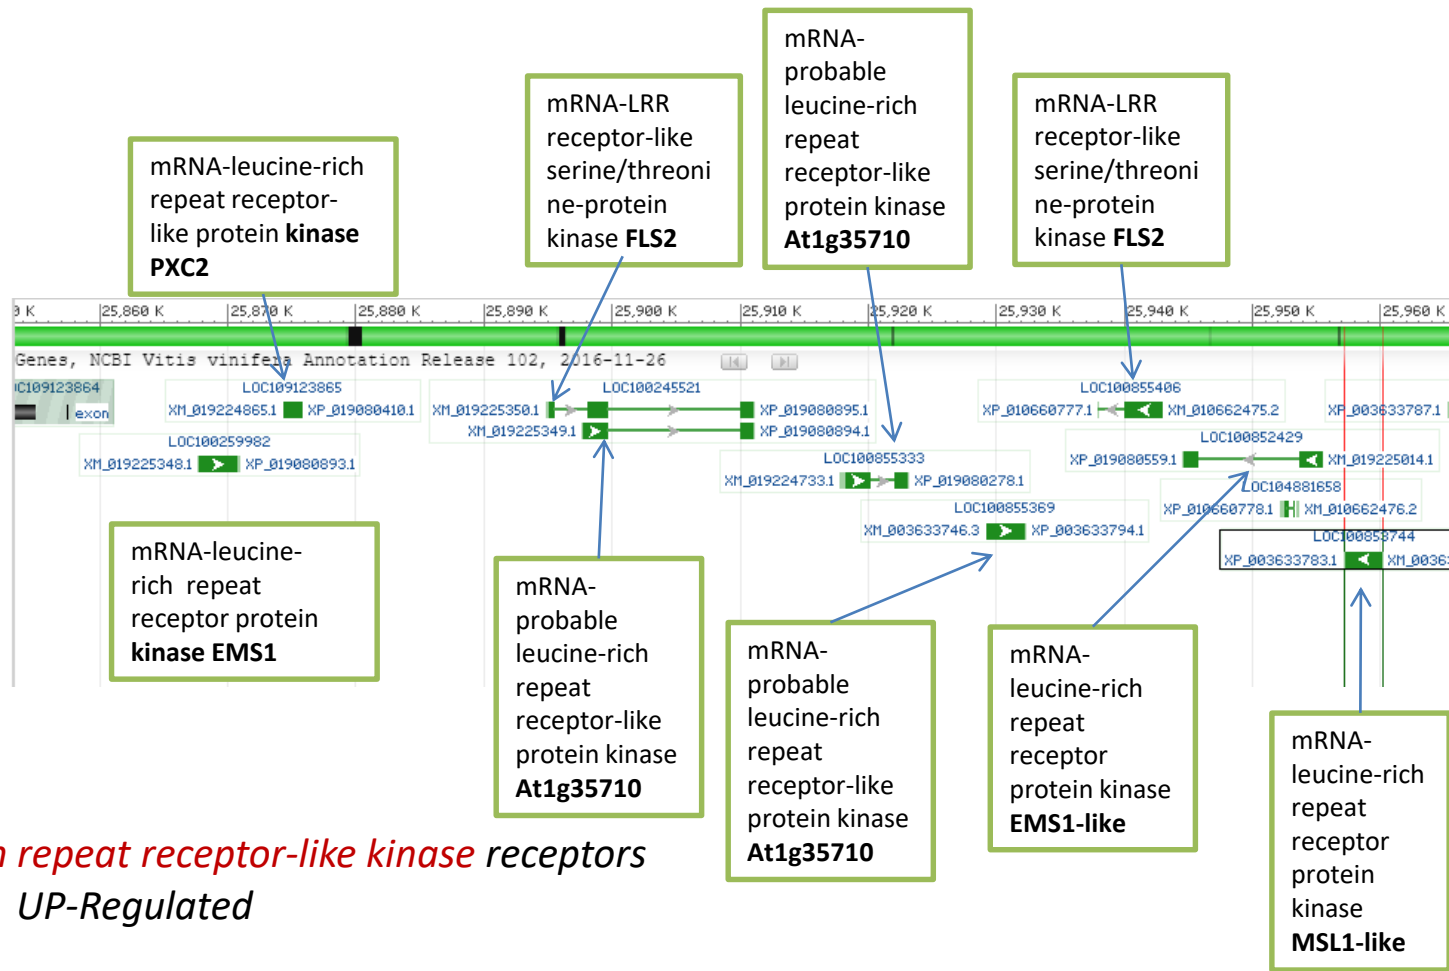 mRNA-
probable
leucine-rich
repeat
receptor-like
protein kinase
At1g35710
mRNA-LRR
receptor-like
serine/threoni
ne-protein
kinase FLS2
mRNA-LRR
receptor-like
serine/threoni
ne-protein
kinase FLS2
mRNA-leucine-rich
repeat receptor-
like protein kinase
PXC2
K 25,860 K 25,870 K 25,880 K 25,890 K 25,900 K 25,910 K 25,920 K 25,930 K 25,940 K 25,950 K 25,960 K
Genes, NCBI Vitis vinifera Annotation Release 102, 2016-11-26
C109123864 LOC109123865 LOC100245521 LOC100855406
exon XM_019224865.1 XP_019080410.1 XM_019225350.1 XP_019080895.1 XP_010660777.1 XM_010662475.2 XP_003633787.1
XM_019225349.1 XP_019080894.1
LOC100259982 LOC100855333 LOC100852429
XM_019225348.1 XP_019080893.1 XM_019224733.1 XP_019080278.1 XP_019080559.1 XM_019225014.1
LOC104881658
XP_010660778.1 XM_010662476.2
LOC100855369
XM_003633746.3 XP_003633794.1
LOC100853744
XP_003633783.1 XM_0036
mRNA-leucine-
rich repeat
receptor protein
kinase EMS1
mRNA-
probable
leucine-rich
repeat
receptor-like
protein kinase
At1g35710
mRNA-
probable
leucine-rich
repeat
receptor-like
protein kinase
At1g35710
mRNA-
leucine-rich
repeat
receptor
protein kinase
EMS1-like
mRNA-
leucine-rich
repeat
receptor
protein
kinase
MSL1-like
n repeat receptor-like kinase receptors
UP-Regulated